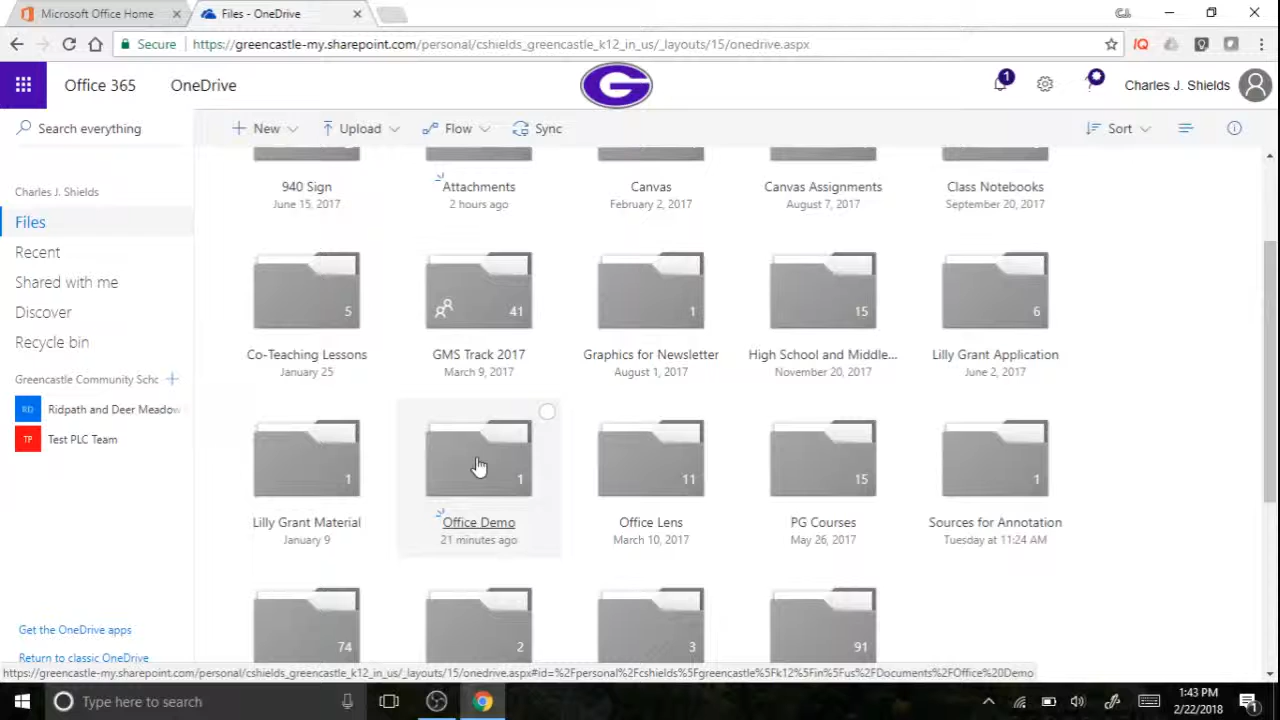 Microsoft Office Home
Files - OneDrive
Secure
https://greencastle-my.sharepoint.com/personal/cshields_greencastle_k12_in_us/_layouts/15/onedrive.aspx
IQ
Office 365
OneDrive
G
1
?
Charles J. Shields
Search everything
New
Upload
Flow
Sync
Sort
Charles J. Shields
Files
Recent
Shared with me
Discover
Recycle bin
Greencastle Community Scho
RD
Ridpath and Deer Meadow
TP
Test PLC Team
Get the OneDrive apps
Return to classic OneDrive
940 Sign
June 15, 2017
Attachments
2 hours ago
Canvas
February 2, 2017
Canvas Assignments
August 7, 2017
Class Notebooks
September 20, 2017
5
Co-Teaching Lessons
January 25
41
GMS Track 2017
March 9, 2017
1
Graphics for Newsletter
August 1, 2017
15
High School and Middle...
November 20, 2017
6
Lilly Grant Application
June 2, 2017
1
Lilly Grant Material
January 9
1
Office Demo
21 minutes ago
11
Office Lens
March 10, 2017
15
PG Courses
May 26, 2017
1
Sources for Annotation
Tuesday at 11:24 AM
74
2
3
91
https://greencastle-my.sharepoint.com/personal/cshields_greencastle_k12_in_us/_layouts/15/onedrive.aspx#id=%2Fpersonal%2Fcshields%5Fgreencastle%5Fk12%5Fin%5Fus%2FDocuments%2FOffice%20Demo
Type here to search
1:43 PM
2/22/2018
1